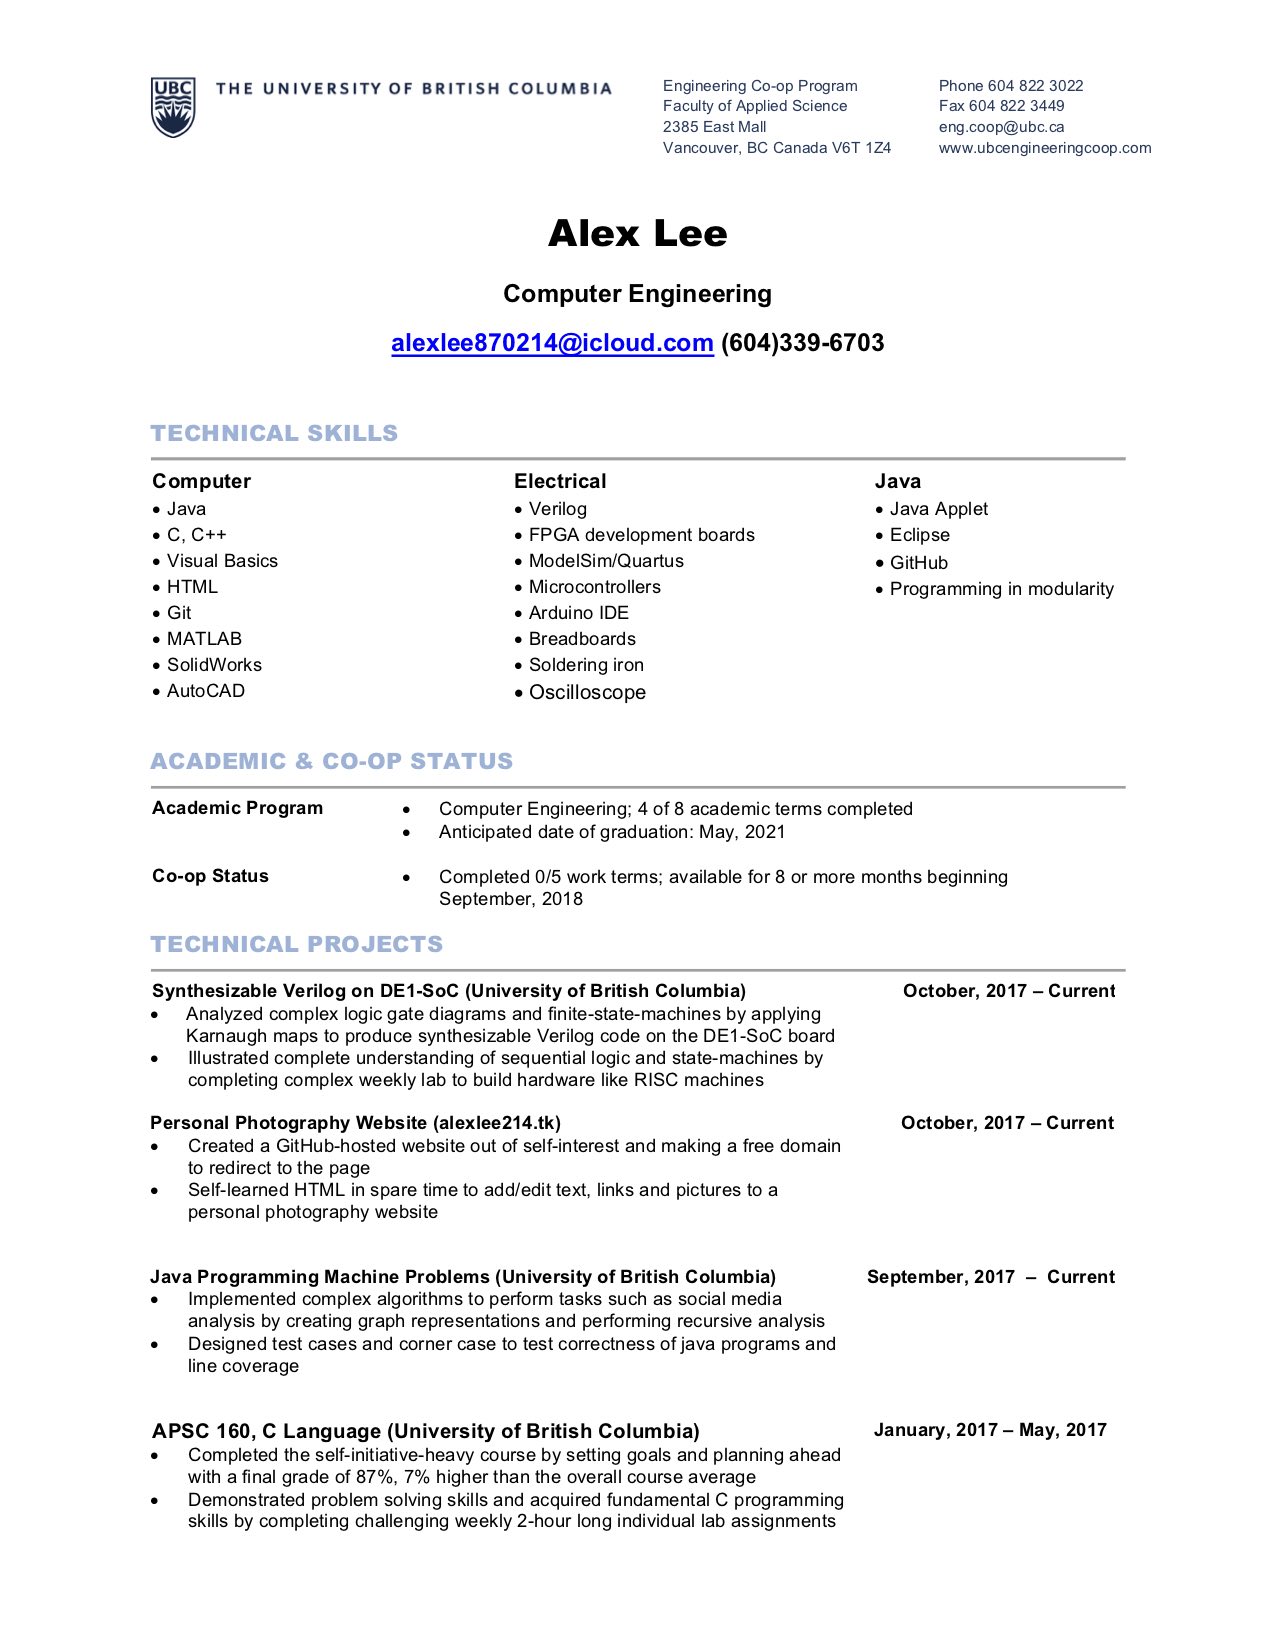 UBC
THE UNIVERSITY OF BRITISH COLUMBIA
Engineering Co-op Program
Faculty of Applied Science
2385 East Mall
Vancouver, BC Canada V6T 1Z4
Phone 604 822 3022
Fax 604 822 3449
eng.coop@ubc.ca
www.ubcengineeringcoop.com
Alex Lee
Computer Engineering
alexlee870214@icloud.com (604)339-6703
TECHNICAL SKILLS
Computer
• Java
• C, C++
• Visual Basics
• HTML
• Git
• MATLAB
• SolidWorks
• AutoCAD
Electrical
• Verilog
• FPGA development boards
• ModelSim/Quartus
• Microcontrollers
• Arduino IDE
• Breadboards
• Soldering iron
• Oscilloscope
Java
• Java Applet
• Eclipse
• GitHub
• Programming in modularity
ACADEMIC & CO-OP STATUS
Academic Program
• Computer Engineering; 4 of 8 academic terms completed
• Anticipated date of graduation: May, 2021
Co-op Status
• Completed 0/5 work terms; available for 8 or more months beginning
September, 2018
TECHNICAL PROJECTS
Synthesizable Verilog on DE1-SoC (University of British Columbia) October, 2017 – Current
• Analyzed complex logic gate diagrams and finite-state-machines by applying
Karnaugh maps to produce synthesizable Verilog code on the DE1-SoC board
• Illustrated complete understanding of sequential logic and state-machines by
completing complex weekly lab to build hardware like RISC machines
Personal Photography Website (alexlee214.tk) October, 2017 – Current
• Created a GitHub-hosted website out of self-interest and making a free domain
to redirect to the page
• Self-learned HTML in spare time to add/edit text, links and pictures to a
personal photography website
Java Programming Machine Problems (University of British Columbia) September, 2017 – Current
• Implemented complex algorithms to perform tasks such as social media
analysis by creating graph representations and performing recursive analysis
• Designed test cases and corner case to test correctness of java programs and
line coverage
APSC 160, C Language (University of British Columbia) January, 2017 – May, 2017
• Completed the self-initiative-heavy course by setting goals and planning ahead
with a final grade of 87%, 7% higher than the overall course average
• Demonstrated problem solving skills and acquired fundamental C programming
skills by completing challenging weekly 2-hour long individual lab assignments